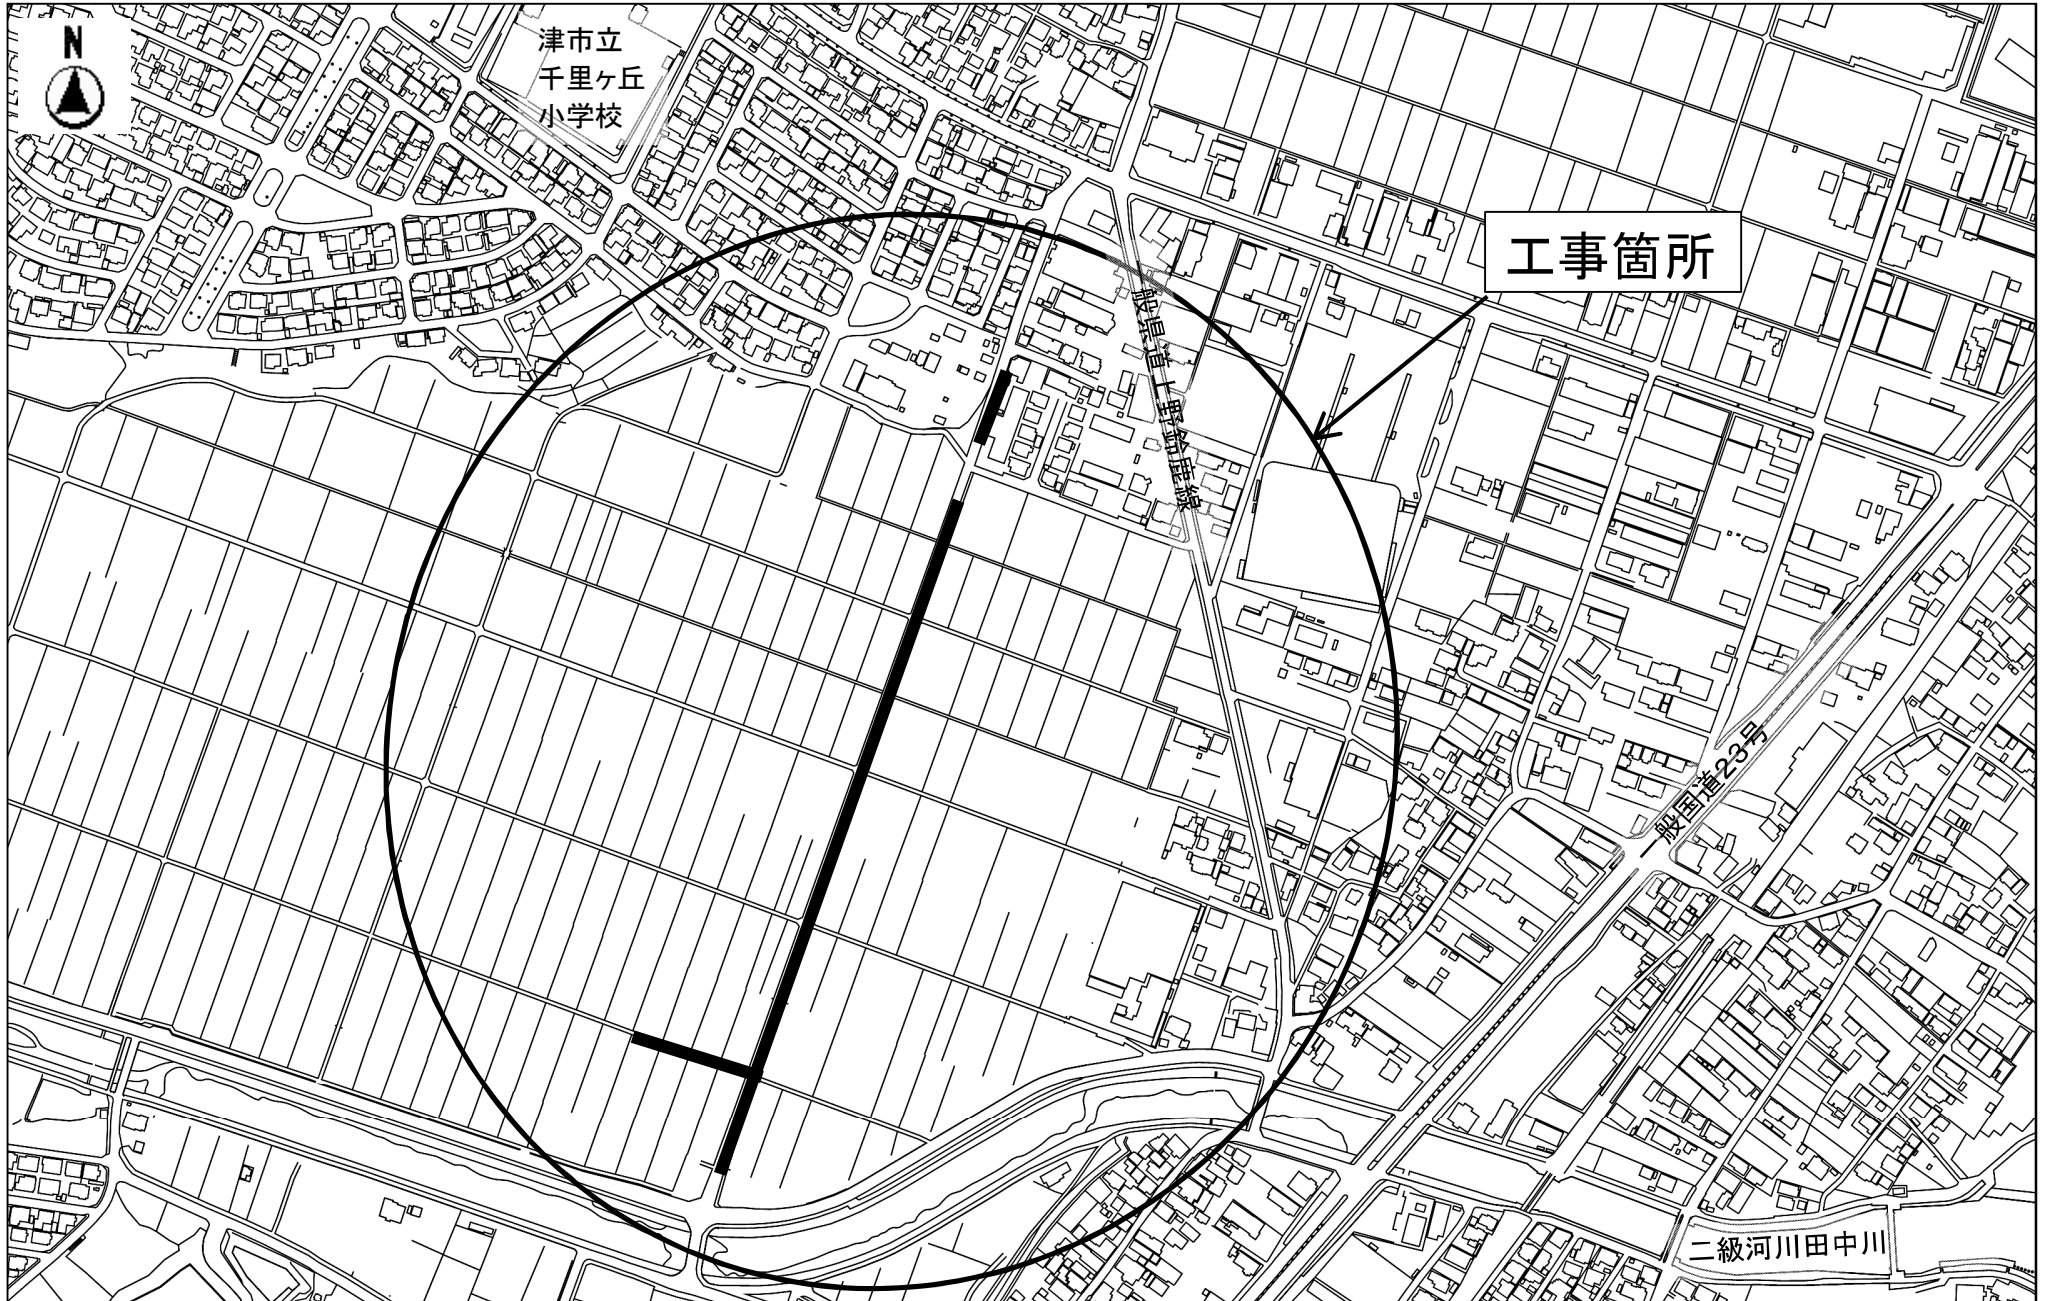 N
津市立
千里ヶ丘
小学校
工事箇所
一般県道上野鈴鹿線
一般国道23号
二級河川田中川